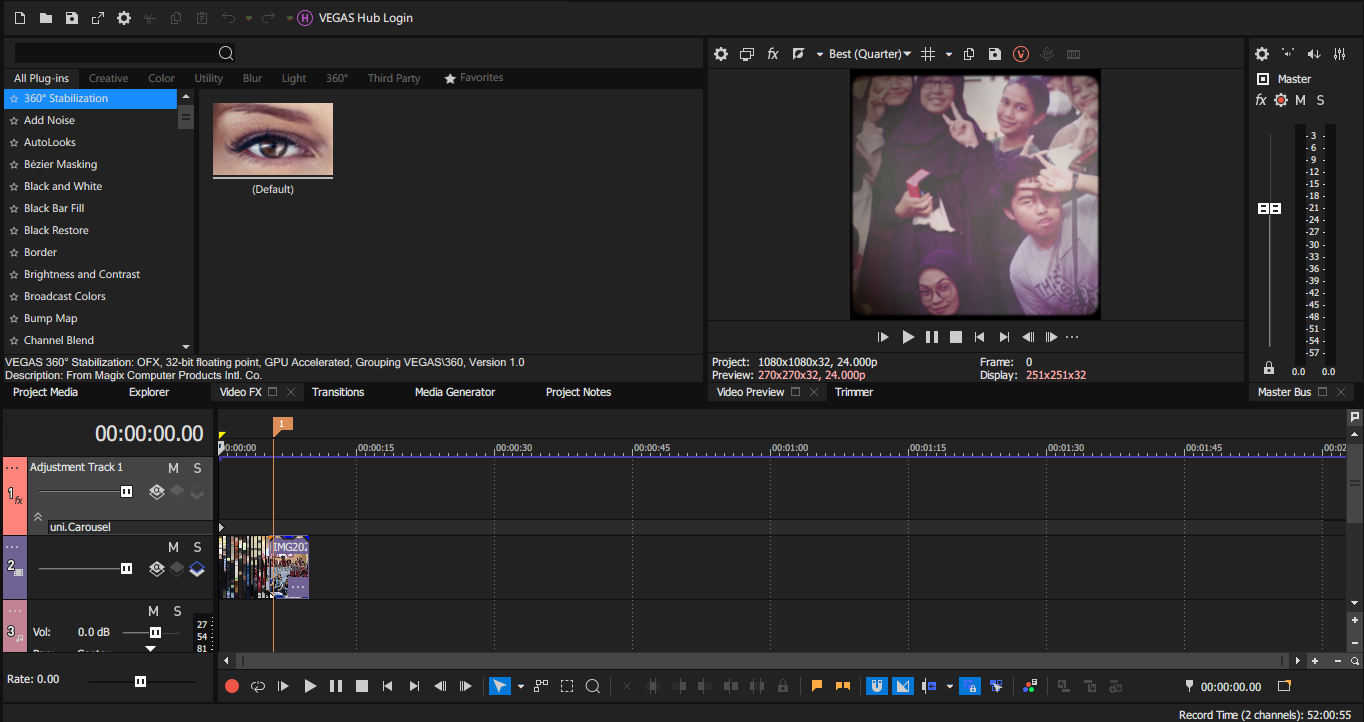 VEGAS Hub Login
All Plug-ins Creative Color Utility Blur Light 360° Third Party Favorites
360° Stabilization
Add Noise
AutoLooks
Bézier Masking
Black and White
Black Bar Fill
Black Restore
Border
Brightness and Contrast
Broadcast Colors
Bump Map
Channel Blend
(Default)
VEGAS 360° Stabilization: OFX, 32-bit floating point, GPU Accelerated, Grouping VEGAS\360, Version 1.0
Description: From Magix Computer Products Intl. Co.
Project Media Explorer Video FX Transitions Media Generator Project Notes
fx Best (Quarter)
Project: 1080x1080x32, 24.000p Frame: 0
Preview: 270x270x32, 24.000p Display: 251x251x32
Video Preview Trimmer
Master
fx M S
-3
-6
-9
-12
-15
-18
-21
-24
-27
-30
-33
-36
-39
-42
-45
-48
-51
-54
-57
0.0 0.0
Master Bus
00:00:00.00
1
00:00:00 00:00:15 00:00:30 00:00:45 00:01:00 00:01:15 00:01:30 00:01:45 00:02
Adjustment Track 1 M S
1 fx
uni.Carousel
M S
2
IMG202
M S
3
Vol: 0.0 dB
27
54
81
Rate: 0.00
00:00:00.00
Record Time (2 channels): 52:00:55